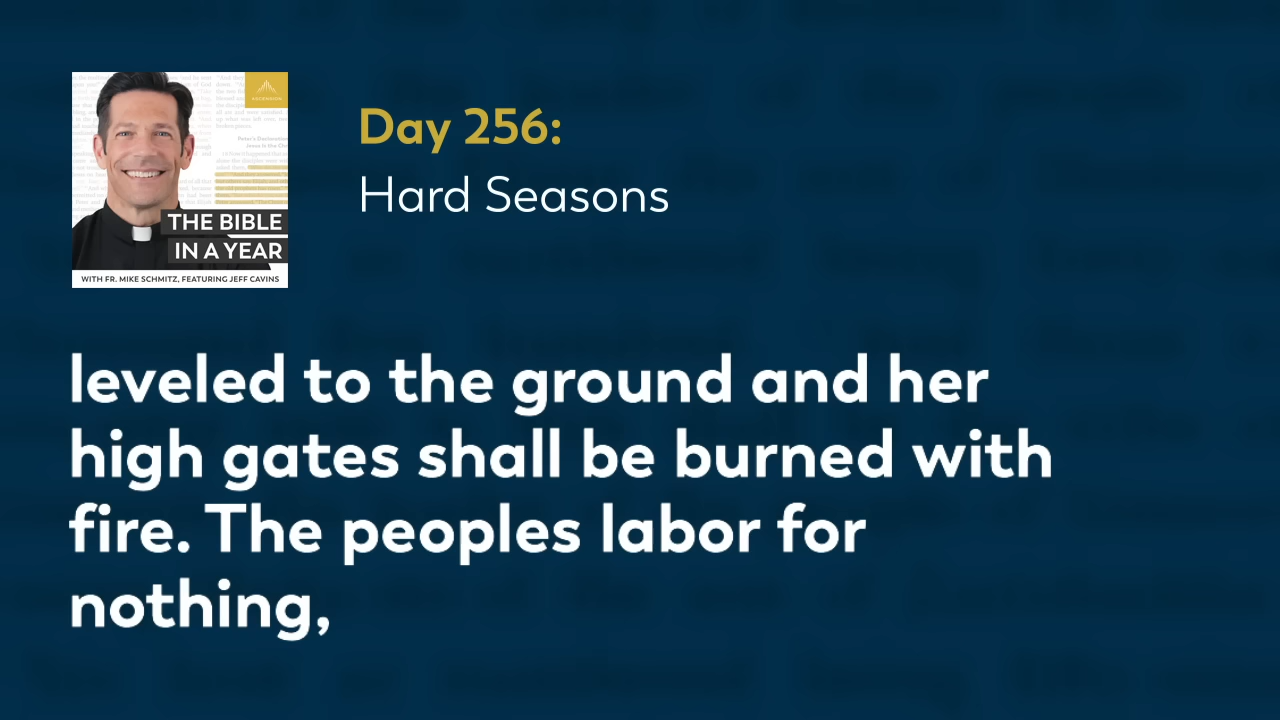 ASCENSION
THE BIBLE
IN A YEAR
WITH FR. MIKE SCHMITZ, FEATURING JEFF CAVINS
Day 256:
Hard Seasons
leveled to the ground and her
high gates shall be burned with
fire. The peoples labor for
nothing,